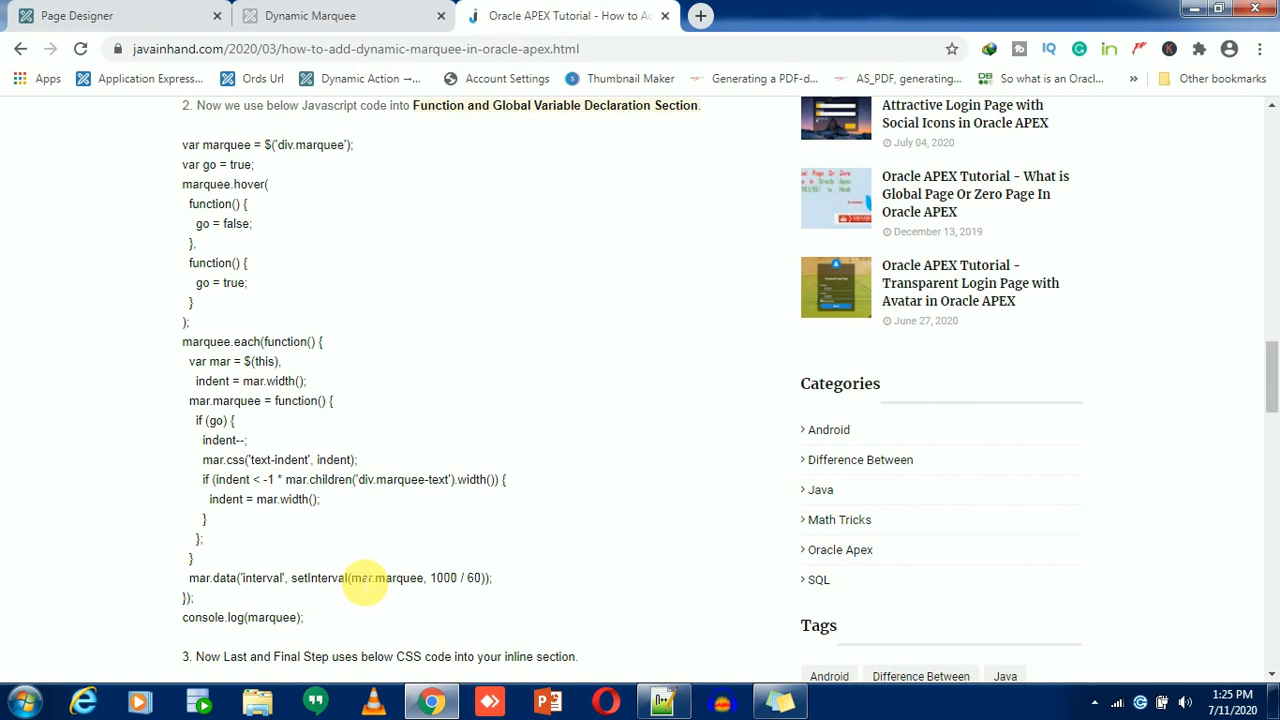 Page Designer
Dynamic Marquee
Oracle APEX Tutorial - How to Ad
javainhand.com/2020/03/how-to-add-dynamic-marquee-in-oracle-apex.html
Apps
Application Express...
Ords Url
Dynamic Action →...
Account Settings
Thumbnail Maker
Generating a PDF-d...
AS_PDF, generating...
So what is an Oracl...
Other bookmarks
2. Now we use below Javascript code into Function and Global Variable Declaration Section.
var marquee = $('div.marquee');
var go = true;
marquee.hover(
function() {
go = false;
},
function() {
go = true;
}
);
marquee.each(function() {
var mar = $(this),
indent = mar.width();
mar.marquee = function() {
if (go) {
indent--;
mar.css('text-indent', indent);
if (indent < -1 * mar.children('div.marquee-text').width()) {
indent = mar.width();
}
};
}
mar.data('interval', setInterval(mar.marquee, 1000 / 60));
});
console.log(marquee);
3. Now Last and Final Step uses below CSS code into your inline section.
Attractive Login Page with
Social Icons in Oracle APEX
July 04, 2020
Oracle APEX Tutorial - What is
Global Page Or Zero Page In
Oracle APEX
December 13, 2019
Oracle APEX Tutorial -
Transparent Login Page with
Avatar in Oracle APEX
June 27, 2020
Categories
Android
Difference Between
Java
Math Tricks
Oracle Apex
SQL
Tags
Android
Difference Between
Java
1:25 PM
7/11/2020